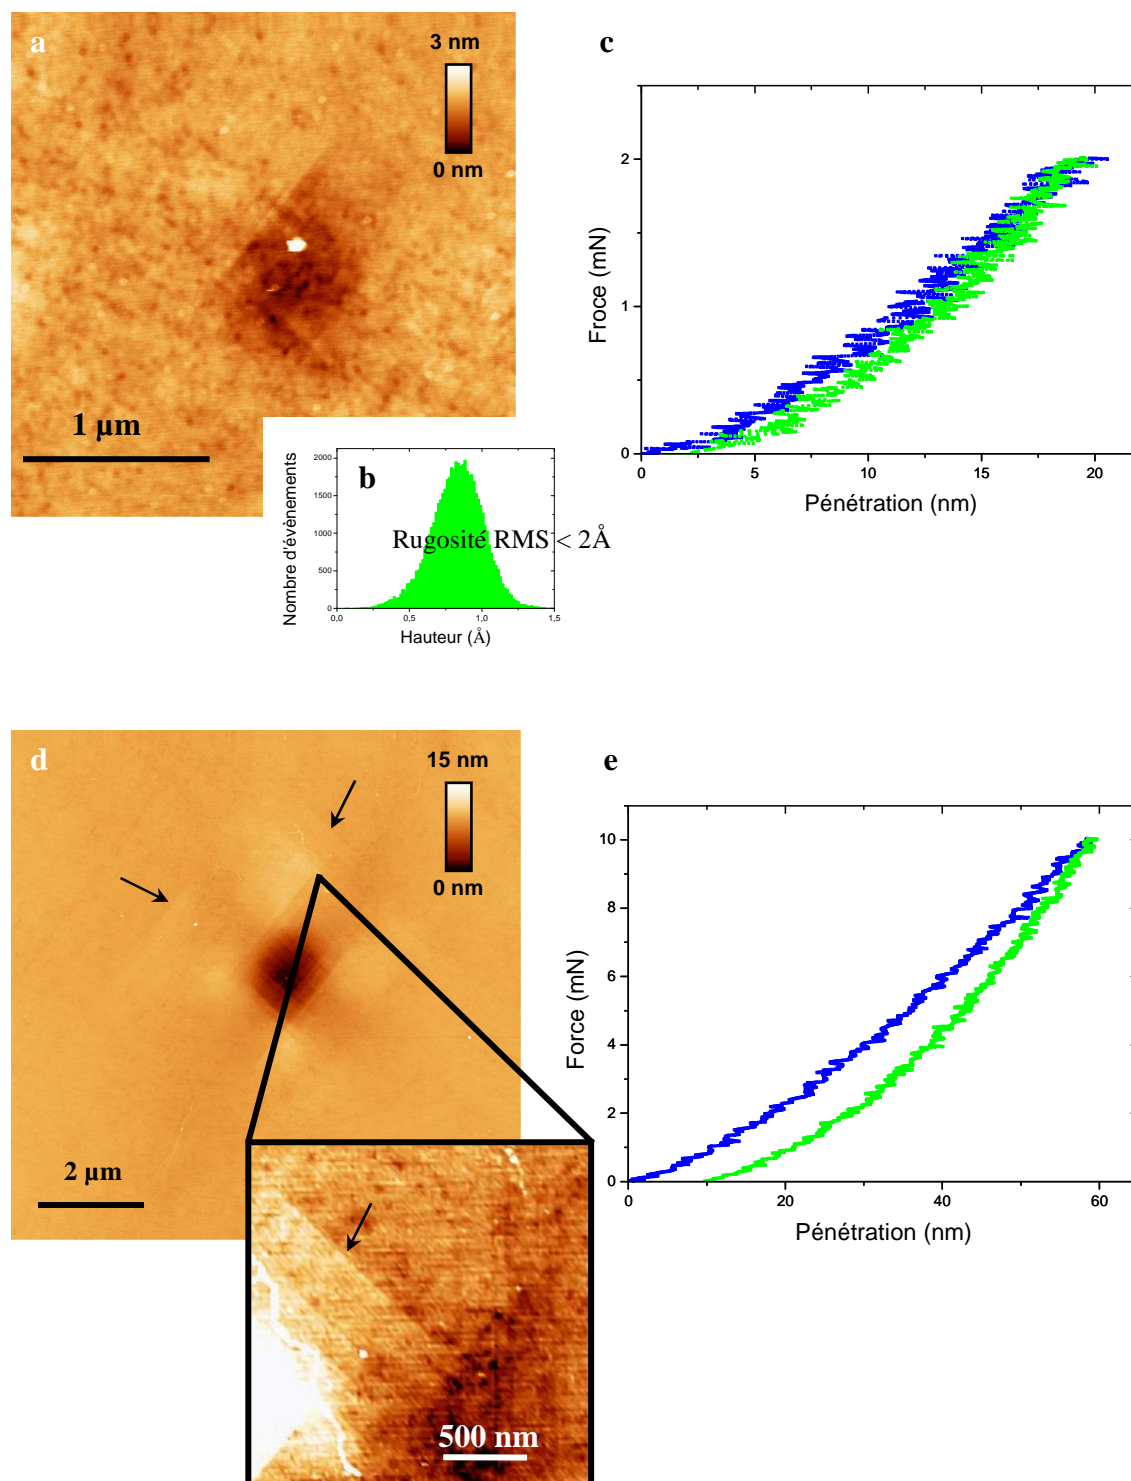 a
3 nm
0 nm
1 µm
b
Nombre d'évènements
2000
1500
1000
500
0
Rugosité RMS < 2Å
0,0
0,5
1,0
1,5
Hauteur (Å)
c
Froce (mN)
2
1
0
0
5
10
15
20
Pénétration (nm)
d
15 nm
0 nm
2 µm
500 nm
e
Force (mN)
10
8
6
4
2
0
0
20
40
60
Pénétration (nm)